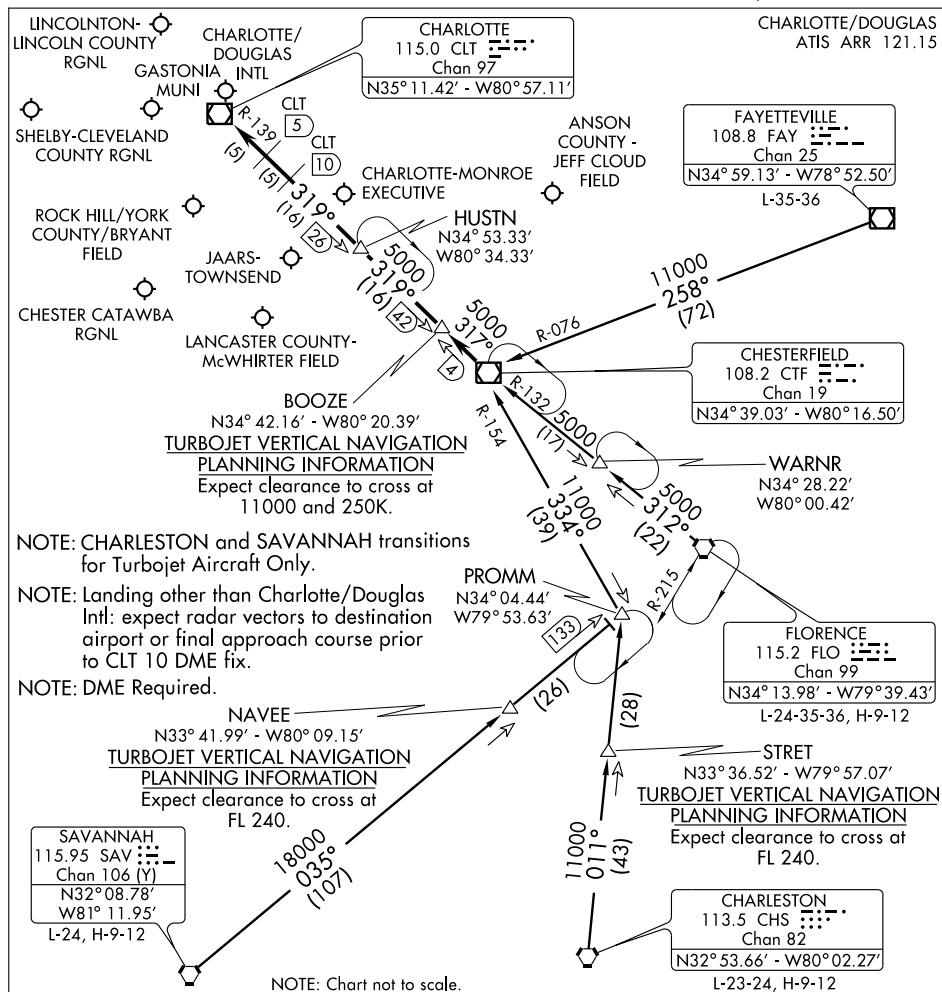 LINCOLNTON-
LINCOLN COUNTY
RGNL
CHARLOTTE/
DOUGLAS
INTL
GASTONIA
MUNI
SHELBY-CLEVELAND
COUNTY RGNL
CHARLOTTE
115.0 CLT
Chan 97
N35°11.42' - W80°57.11'
CHARLOTTE/DOUGLAS
ATIS ARR 121.15
FAYETTEVILLE
108.8 FAY
Chan 25
N34°59.13' - W78°52.50'
L-35-36
ANSON
COUNTY -
JEFF CLOUD
FIELD
R-139
(5)
CLT
5
(5)
CLT
10
319°
(16)
26
CHARLOTTE-MONROE
EXECUTIVE
HUSTN
N34°53.33'
W80°34.33'
ROCK HILL/YORK
COUNTY/BRYANT
FIELD
JAARS-
TOWNSEND
CHESTER CATAWBA
RGNL
LANCASTER COUNTY-
McWHIRTER FIELD
5000
319°
(16)
42
5000
317°
4
11000
258°
(72)
R-076
CHESTERFIELD
108.2 CTF
Chan 19
N34°39.03' - W80°16.50'
BOOZE
N34°42.16' - W80°20.39'
TURBOJET VERTICAL NAVIGATION
PLANNING INFORMATION
Expect clearance to cross at
11000 and 250K.
R-132
5000
(17)
R-154
WARNR
N34°28.22'
W80°00.42'
5000
312°
(22)
11000
334°
(39)
NOTE: CHARLESTON and SAVANNAH transitions
for Turbojet Aircraft Only.
NOTE: Landing other than Charlotte/Douglas
Intl: expect radar vectors to destination
airport or final approach course prior
to CLT 10 DME fix.
NOTE: DME Required.
PROMM
N34°04.44'
W79°53.63'
R-215
133
FLORENCE
115.2 FLO
Chan 99
N34°13.98' - W79°39.43'
L-24-35-36, H-9-12
(26)
(28)
NAVEE
N33°41.99' - W80°09.15'
TURBOJET VERTICAL NAVIGATION
PLANNING INFORMATION
Expect clearance to cross at
FL 240.
STRET
N33°36.52' - W79°57.07'
TURBOJET VERTICAL NAVIGATION
PLANNING INFORMATION
Expect clearance to cross at
FL 240.
SAVANNAH
115.95 SAV
Chan 106 (Y)
N32°08.78'
W81°11.95'
L-24, H-9-12
18000
035°
(107)
11000
011°
(43)
CHARLESTON
113.5 CHS
Chan 82
N32°53.66' - W80°02.27'
L-23-24, H-9-12
NOTE: Chart not to scale.